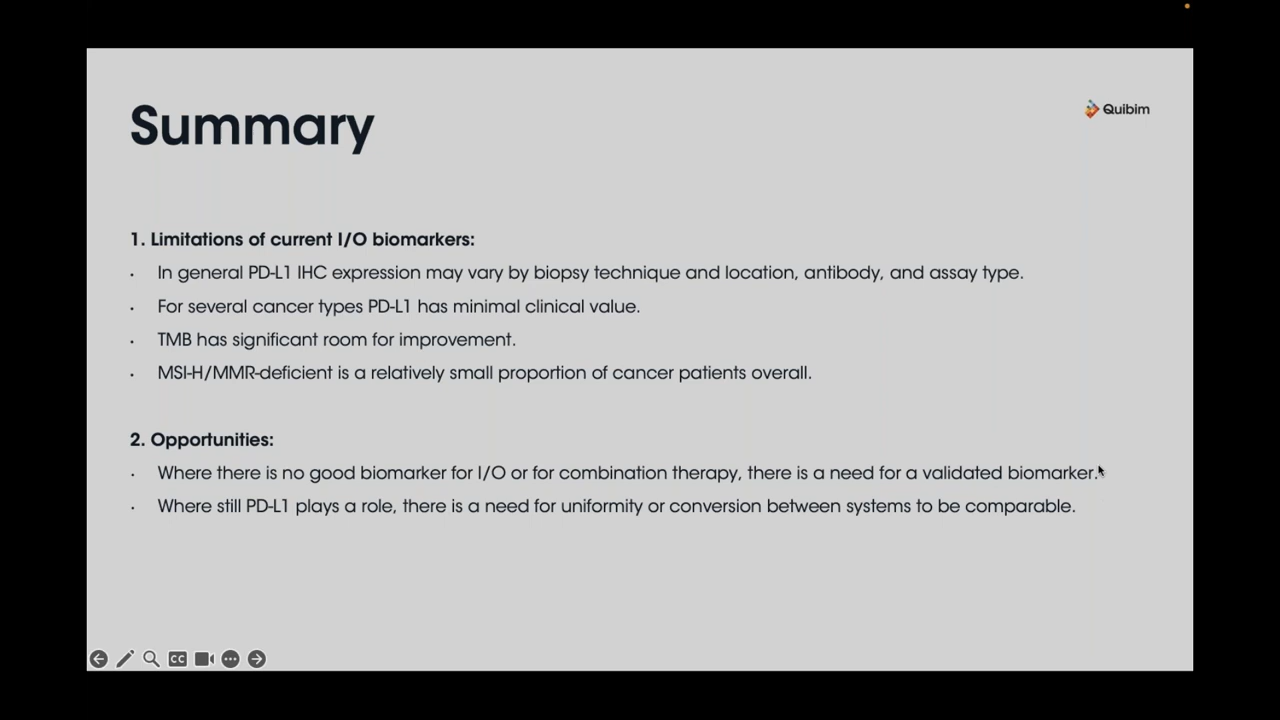 Summary
Quibim
1. Limitations of current I/O biomarkers:
· In general PD-L1 IHC expression may vary by biopsy technique and location, antibody, and assay type.
· For several cancer types PD-L1 has minimal clinical value.
· TMB has significant room for improvement.
· MSI-H/MMR-deficient is a relatively small proportion of cancer patients overall.
2. Opportunities:
· Where there is no good biomarker for I/O or for combination therapy, there is a need for a validated biomarker.
· Where still PD-L1 plays a role, there is a need for uniformity or conversion between systems to be comparable.
CC